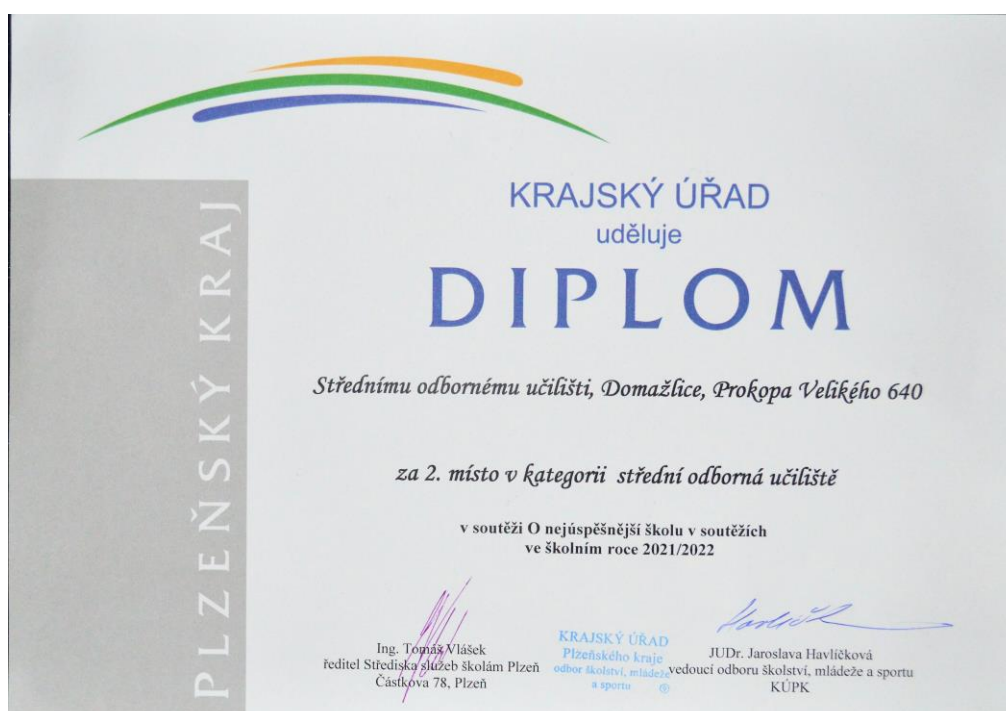 PLZEŇSKÝ KRAJ
KRAJSKÝ ÚŘAD
uděluje
DIPLOM
Střednímu odbornému učilišti, Domažlice, Prokopa Velikého 640
za 2. místo v kategorii střední odborná učiliště
v soutěži O nejúspěšnější školu v soutěžích
ve školním roce 2021/2022
Ing. Tomáš Vlášek
ředitel Střediska služeb školám Plzeň
Částkova 78, Plzeň
KRAJSKÝ ÚŘAD
Plzeňského kraje
odbor školství, mládeže
a sportu
JUDr. Jaroslava Havlíčková
vedoucí odboru školství, mládeže a sportu
KÚPK